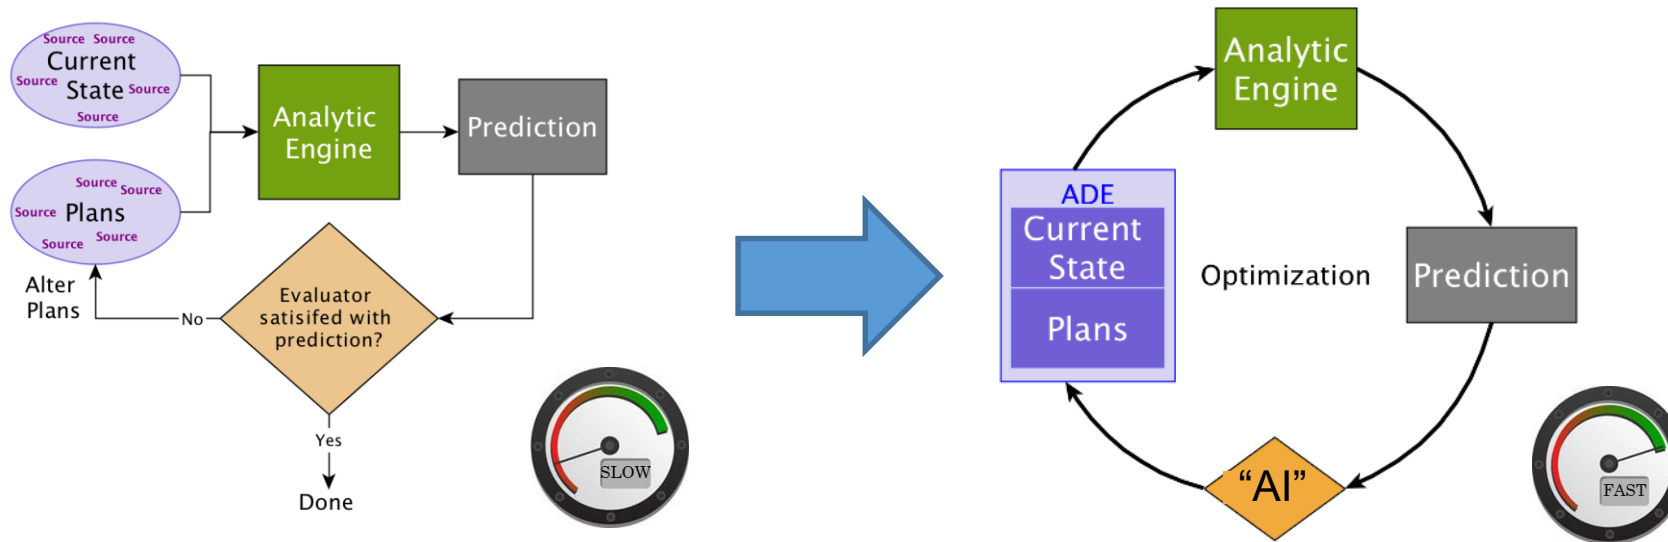 Source Source
Current
State
Source
Source
Source
Source
Source
Source
Plans
Source
Source
Alter
Plans
Analytic
Engine
Prediction
Evaluator
satisifed with
prediction?
No
Yes
Done
SLOW
Analytic
Engine
ADE
Current
State
Plans
Optimization
Prediction
“AI”
FAST